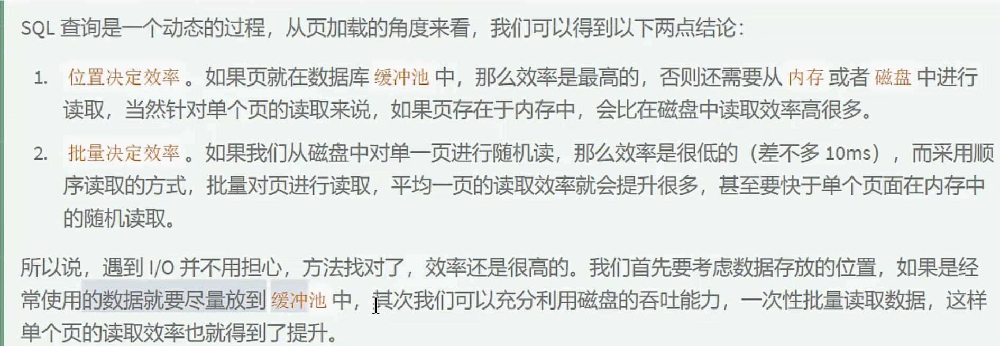 SQL 查询是一个动态的过程，从页加载的角度来看，我们可以得到以下两点结论：
1. 位置决定效率。如果页就在数据库 缓冲池 中，那么效率是最高的，否则还需要从 内存 或者 磁盘 中进行
读取，当然针对单个页的读取来说，如果页存在于内存中，会比在磁盘中读取效率高很多。
2. 批量决定效率。如果我们从磁盘中对单一页进行随机读，那么效率是很低的（差不多 10ms），而采用顺
序读取的方式，批量对页进行读取，平均一页的读取效率就会提升很多，甚至要快于单个页面在内存中
的随机读取。
所以说，遇到 I/O 并不用担心，方法找对了，效率还是很高的。我们首先要考虑数据存放的位置，如果是经
常使用的数据就要尽量放到 缓冲池 中，其次我们可以充分利用磁盘的吞吐能力，一次性批量读取数据，这样
单个页的读取效率也就得到了提升。